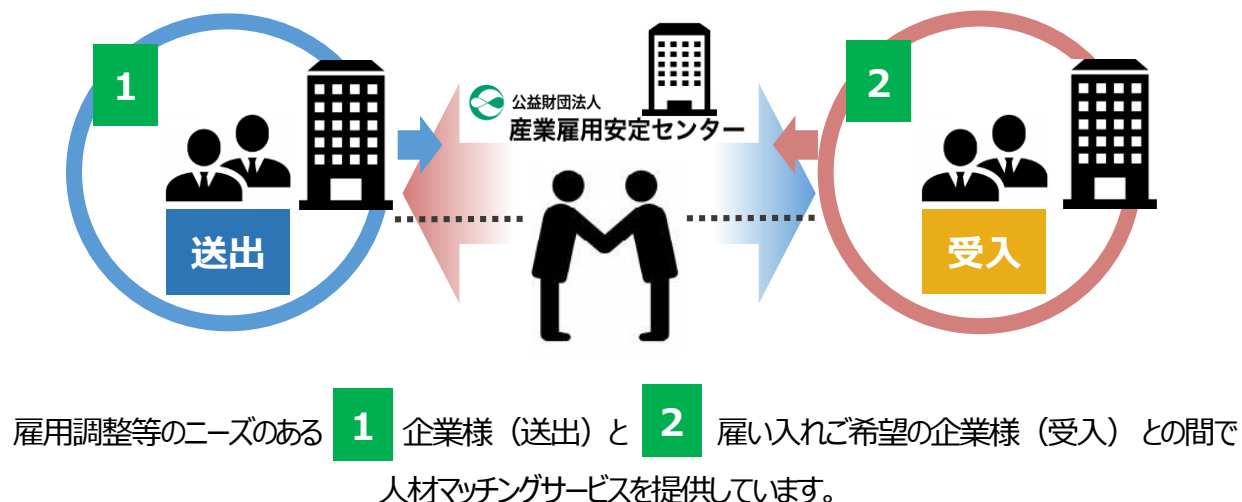 1
公益財団法人
産業雇用安定センター
2
送出
受入
雇用調整等のニーズのある 1 企業様（送出）と 2 雇い入れご希望の企業様（受入）との間で
人材マッチングサービスを提供しています。